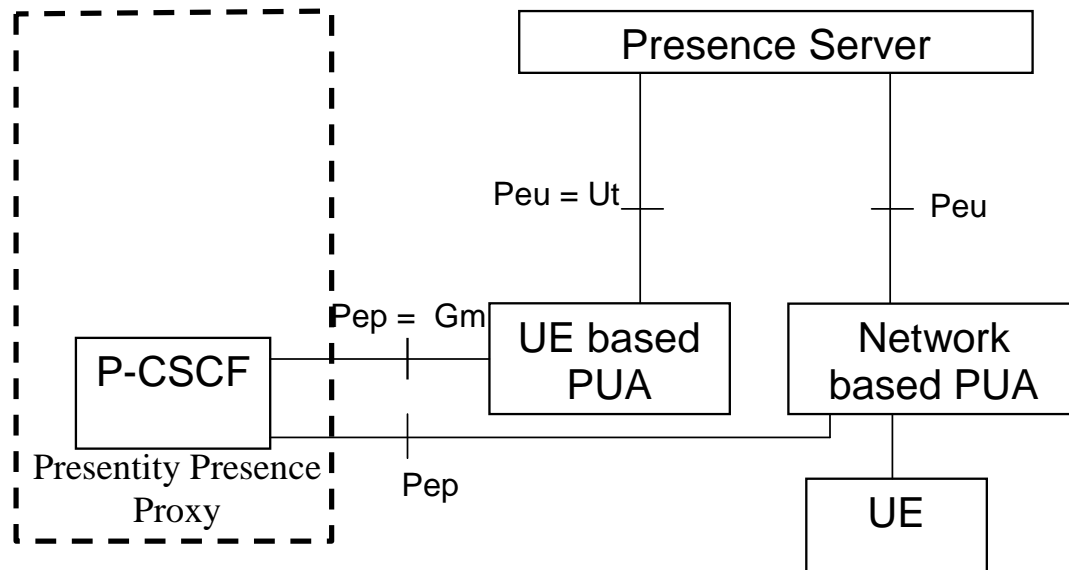 Presence Server
Peu = Ut
Peu
Pep = Gm
UE based
PUA
Network
based PUA
P-CSCF
Presentity Presence
Proxy
Pep
UE